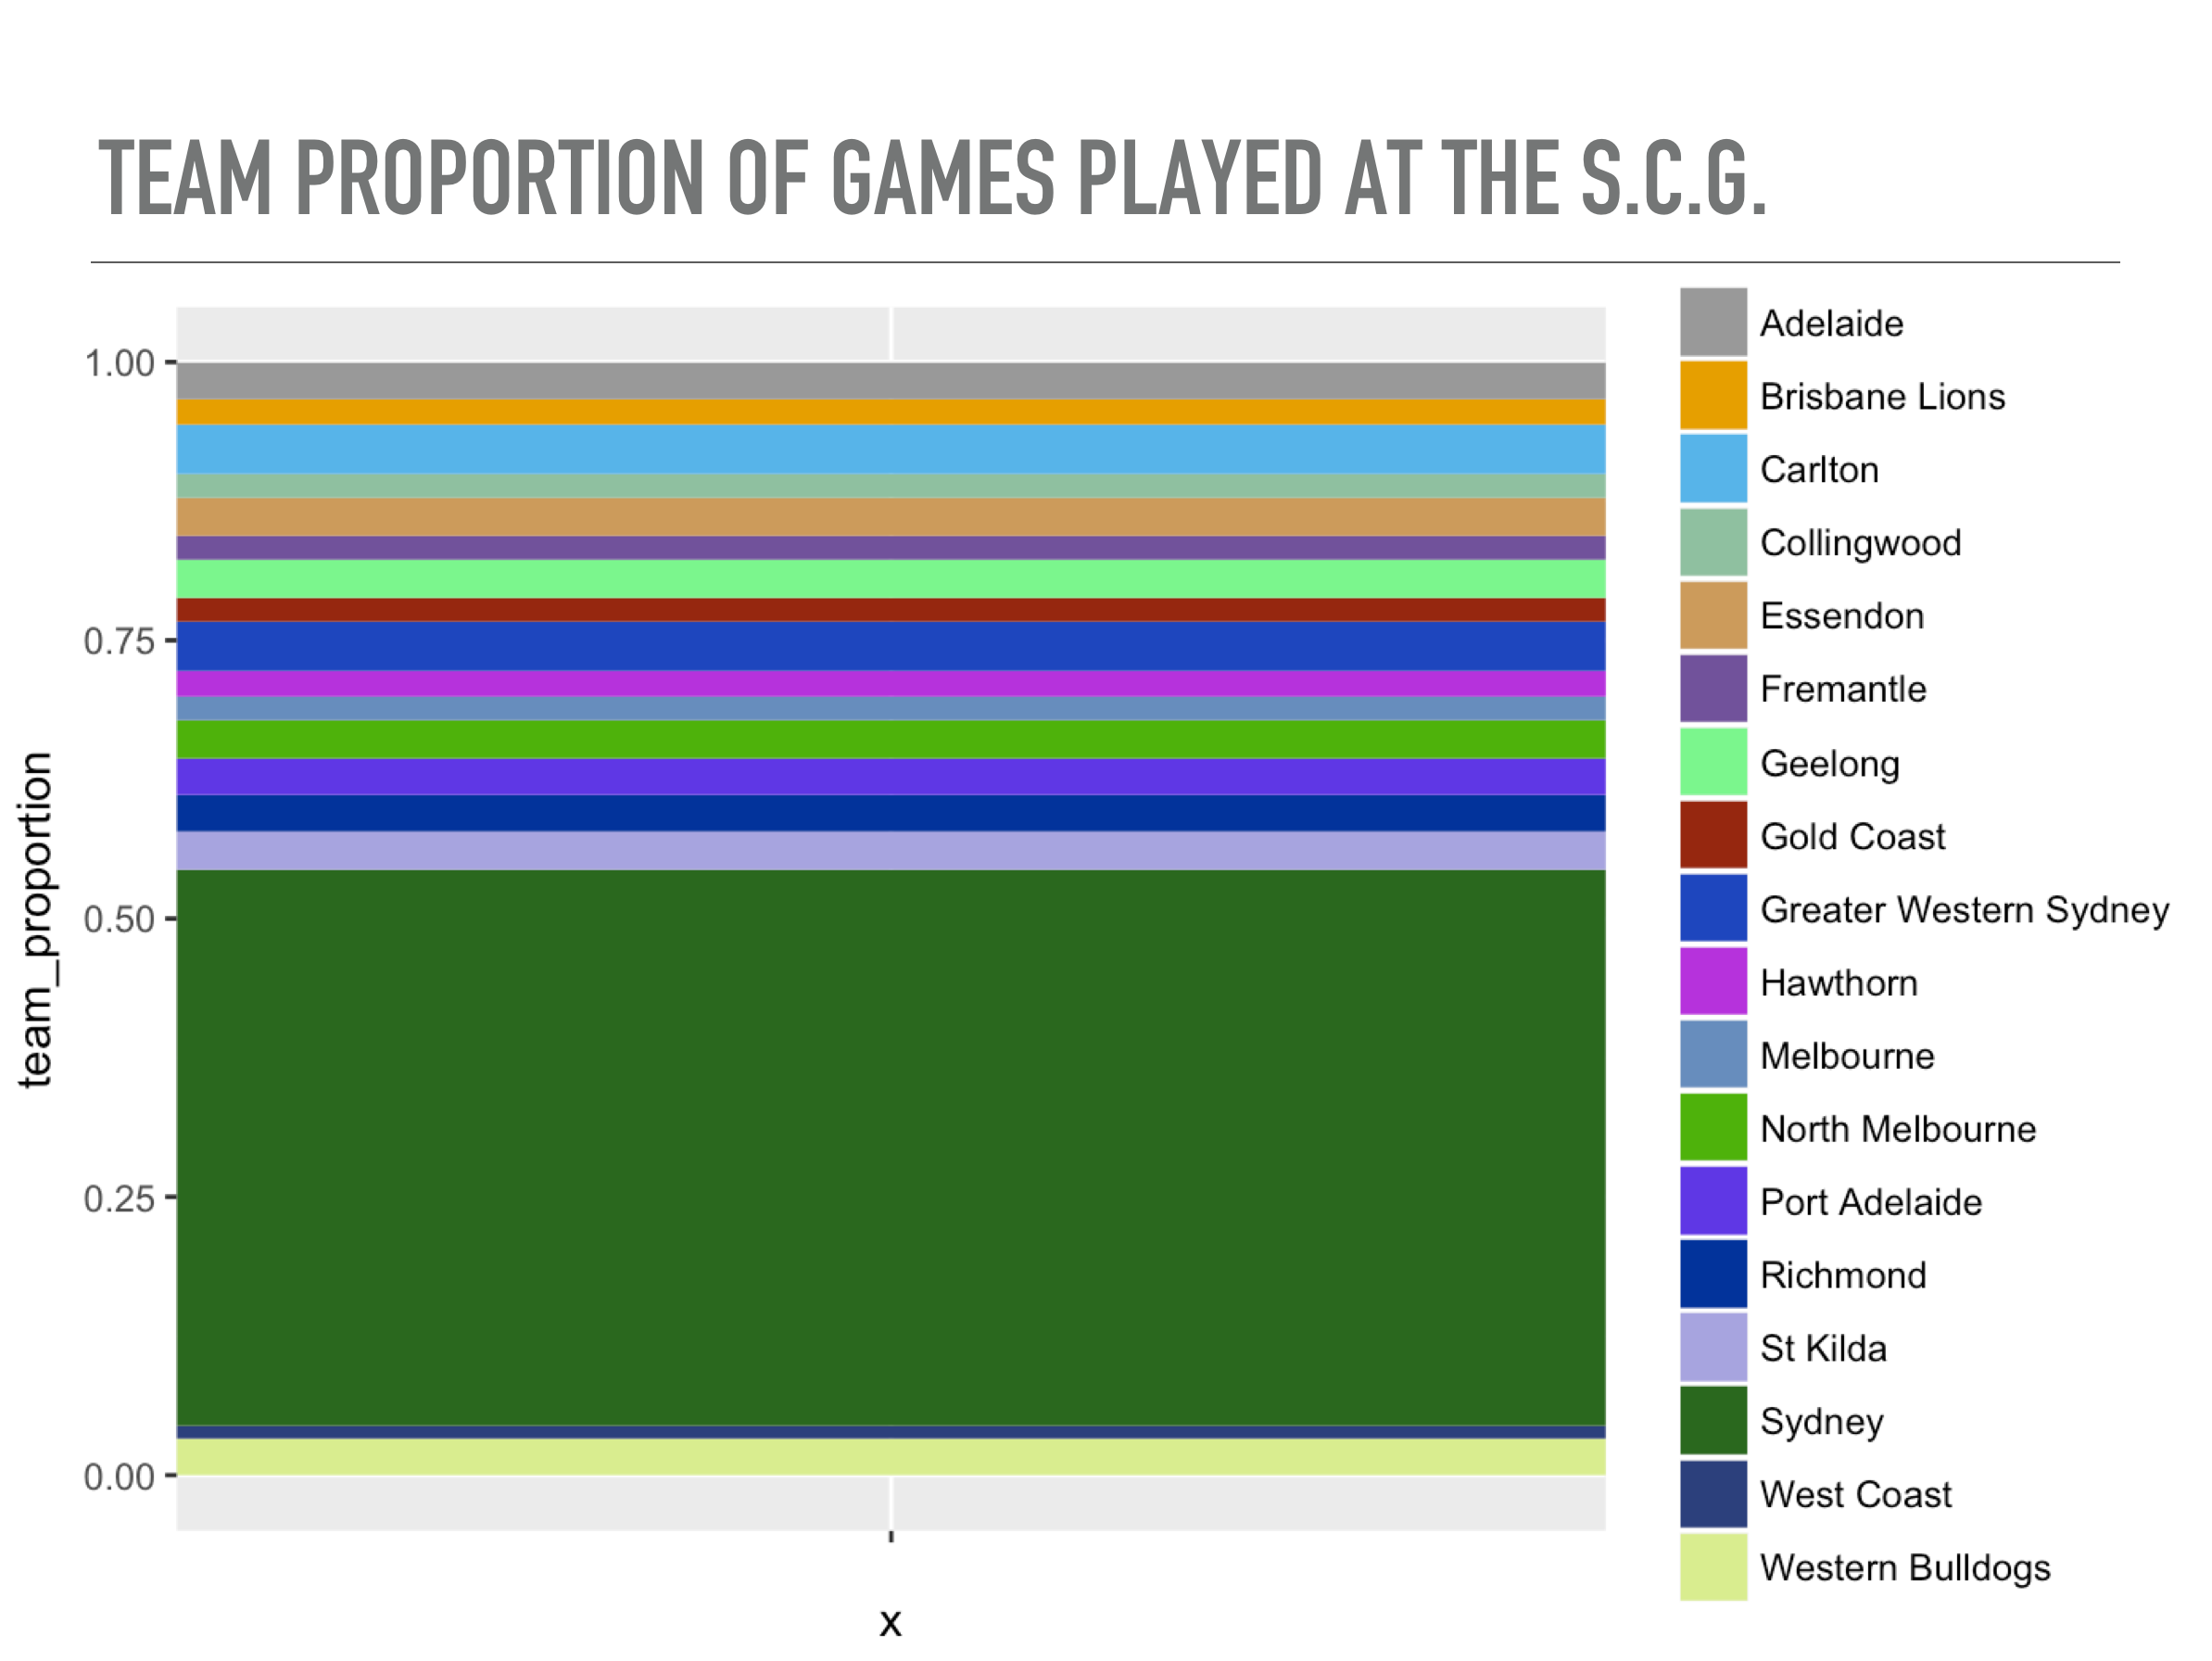 TEAM PROPORTION OF GAMES PLAYED AT THE S.C.G.
1.00
0.75
0.50
0.25
0.00
team_proportion
x
Adelaide
Brisbane Lions
Carlton
Collingwood
Essendon
Fremantle
Geelong
Gold Coast
Greater Western Sydney
Hawthorn
Melbourne
North Melbourne
Port Adelaide
Richmond
St Kilda
Sydney
West Coast
Western Bulldogs